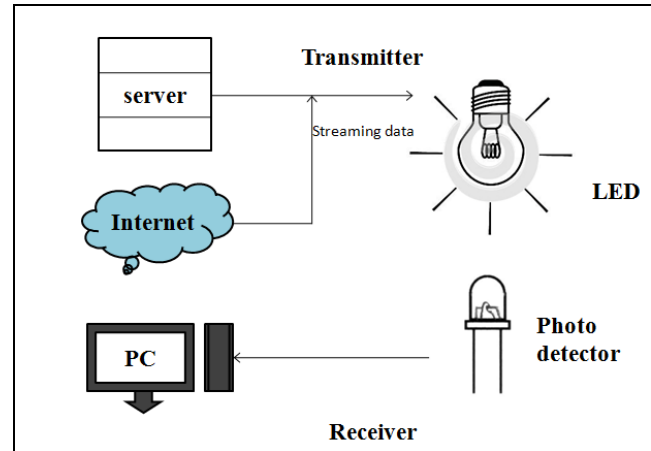 Transmitter
server
Streaming data
LED
Internet
Photo
detector
PC
Receiver